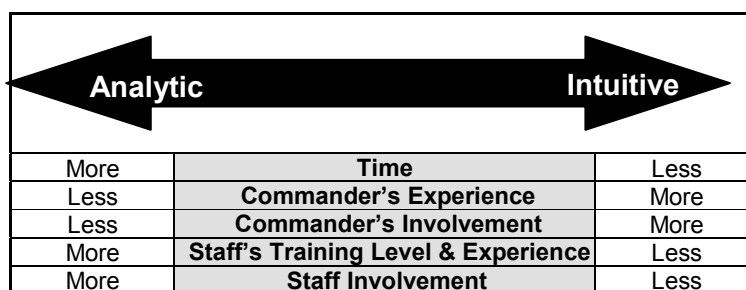 Analytic Intuitive
More Time Less
Less Commander's Experience More
Less Commander's Involvement More
More Staff's Training Level & Experience Less
More Staff Involvement Less